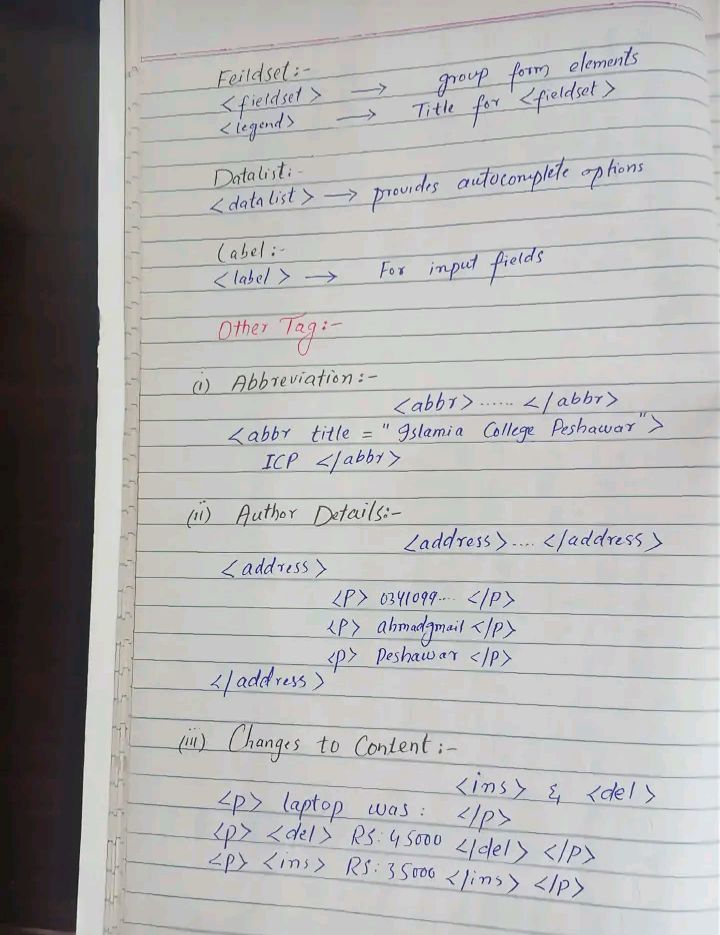 Feildset:-
<fieldset> → group form elements
<legend> → Title for <fieldset>
Datalist:-
<datalist> → provides autocomplete options
Label:-
<label> → For input fields
Other Tag:-
(i) Abbreviation:-
<abbr>......</abbr>
<abbr title = "Islamia College Peshawar">
ICP </abbr>
(ii) Author Details:-
<address>....</address>
<address>
<P> 0341099.... </P>
<P> ahmadgmail </P>
<P> Peshawar </P>
</address>
(iii) Changes to Content:-
<ins> & <del>
<p> laptop was: </p>
<p> <del> RS: 45000 </del> </p>
<p> <ins> RS: 35000 </ins> </p>